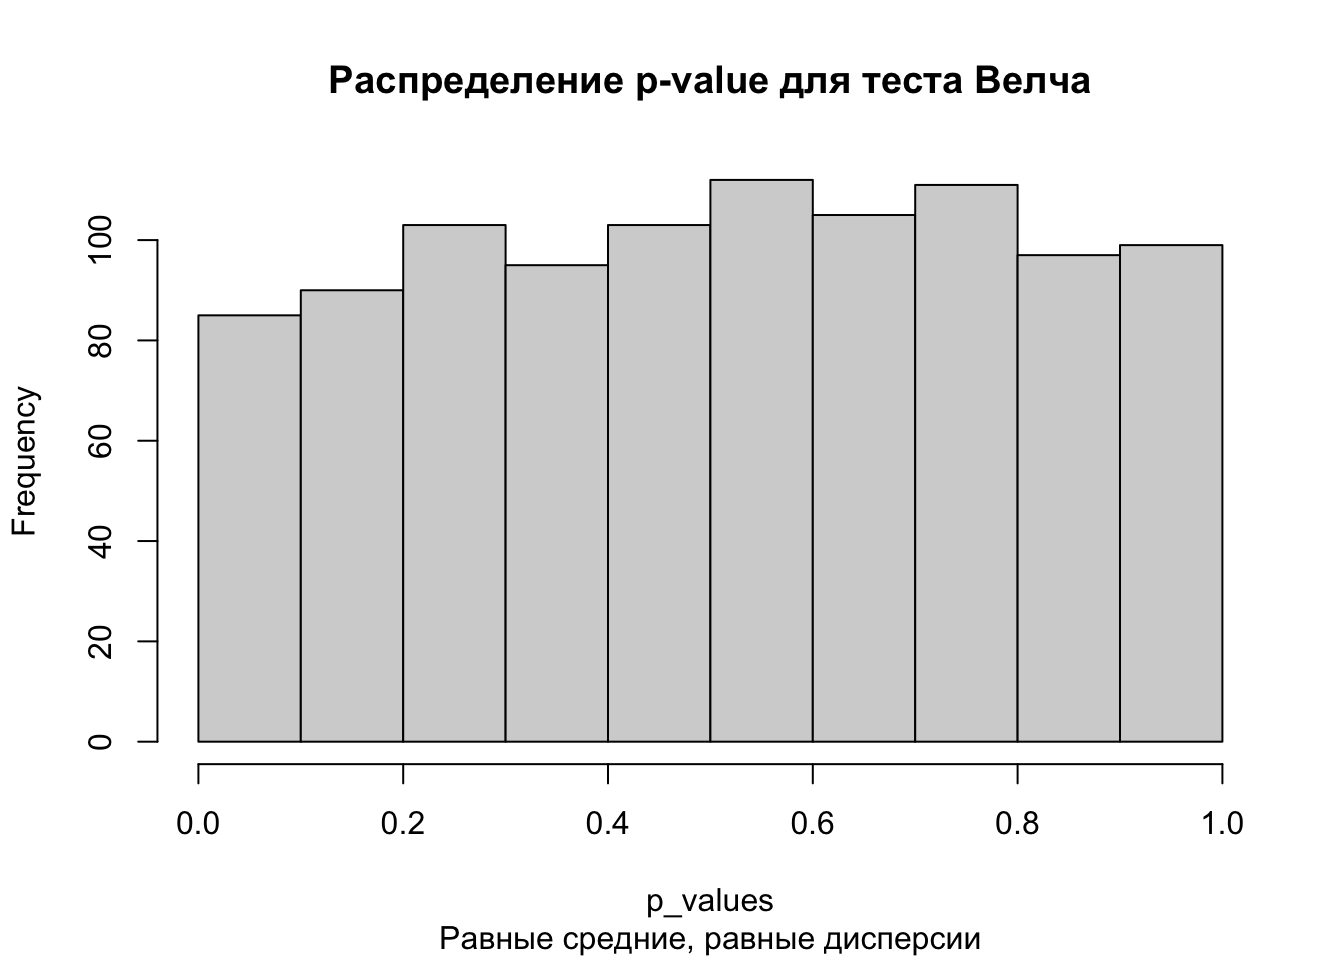 Распределение p-value для теста Велча
Frequency
100
80
60
40
20
0
0.0 0.2 0.4 0.6 0.8 1.0
p_values
Равные средние, равные дисперсии